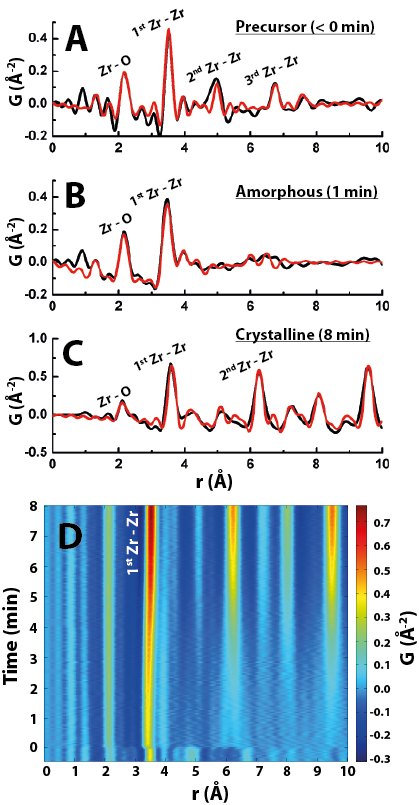 A
Precursor (< 0 min)
1st Zr - Zr
Zr - O
2nd Zr - Zr
3rd Zr - Zr
G (Å-2)
0.4
0.2
0.0
-0.2
0 2 4 6 8 10
B
Amorphous (1 min)
1st Zr - Zr
Zr - O
G (Å-2)
0.4
0.2
0.0
-0.2
0 2 4 6 8 10
C
Crystalline (8 min)
1st Zr - Zr
2nd Zr - Zr
Zr - O
G (Å-2)
1.0
0.5
0.0
-0.5
0 2 4 6 8 10
r (Å)
D
1st Zr - Zr
Time (min)
8
7
6
5
4
3
2
1
0
0 1 2 3 4 5 6 7 8 9 10
r (Å)
0.7
0.6
0.5
0.4
0.3
0.2
0.1
0.0
-0.1
-0.2
-0.3
G (Å-2)